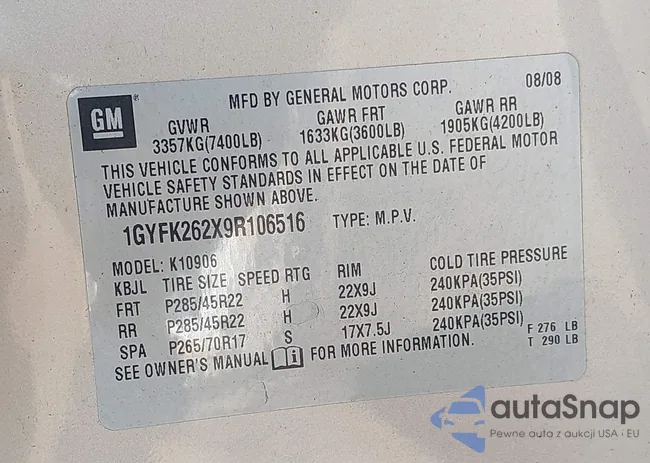 GM
MFD BY GENERAL MOTORS CORP. 08/08
GVWR GAWR FRT GAWR RR
3357KG(7400LB) 1633KG(3600LB) 1905KG(4200LB)
THIS VEHICLE CONFORMS TO ALL APPLICABLE U.S. FEDERAL MOTOR
VEHICLE SAFETY STANDARDS IN EFFECT ON THE DATE OF
MANUFACTURE SHOWN ABOVE.
1GYFK262X9R106516 TYPE: M.P.V.
MODEL: K10906
KBJL TIRE SIZE SPEED RTG RIM COLD TIRE PRESSURE
FRT P285/45R22 H 22X9J 240KPA(35PSI)
RR P285/45R22 H 22X9J 240KPA(35PSI)
SPA P265/70R17 S 17X7.5J 240KPA(35PSI)
SEE OWNER'S MANUAL FOR MORE INFORMATION.
F 276 LB
T 290 LB
autaSnap
Pewne auta z aukcji USA i EU